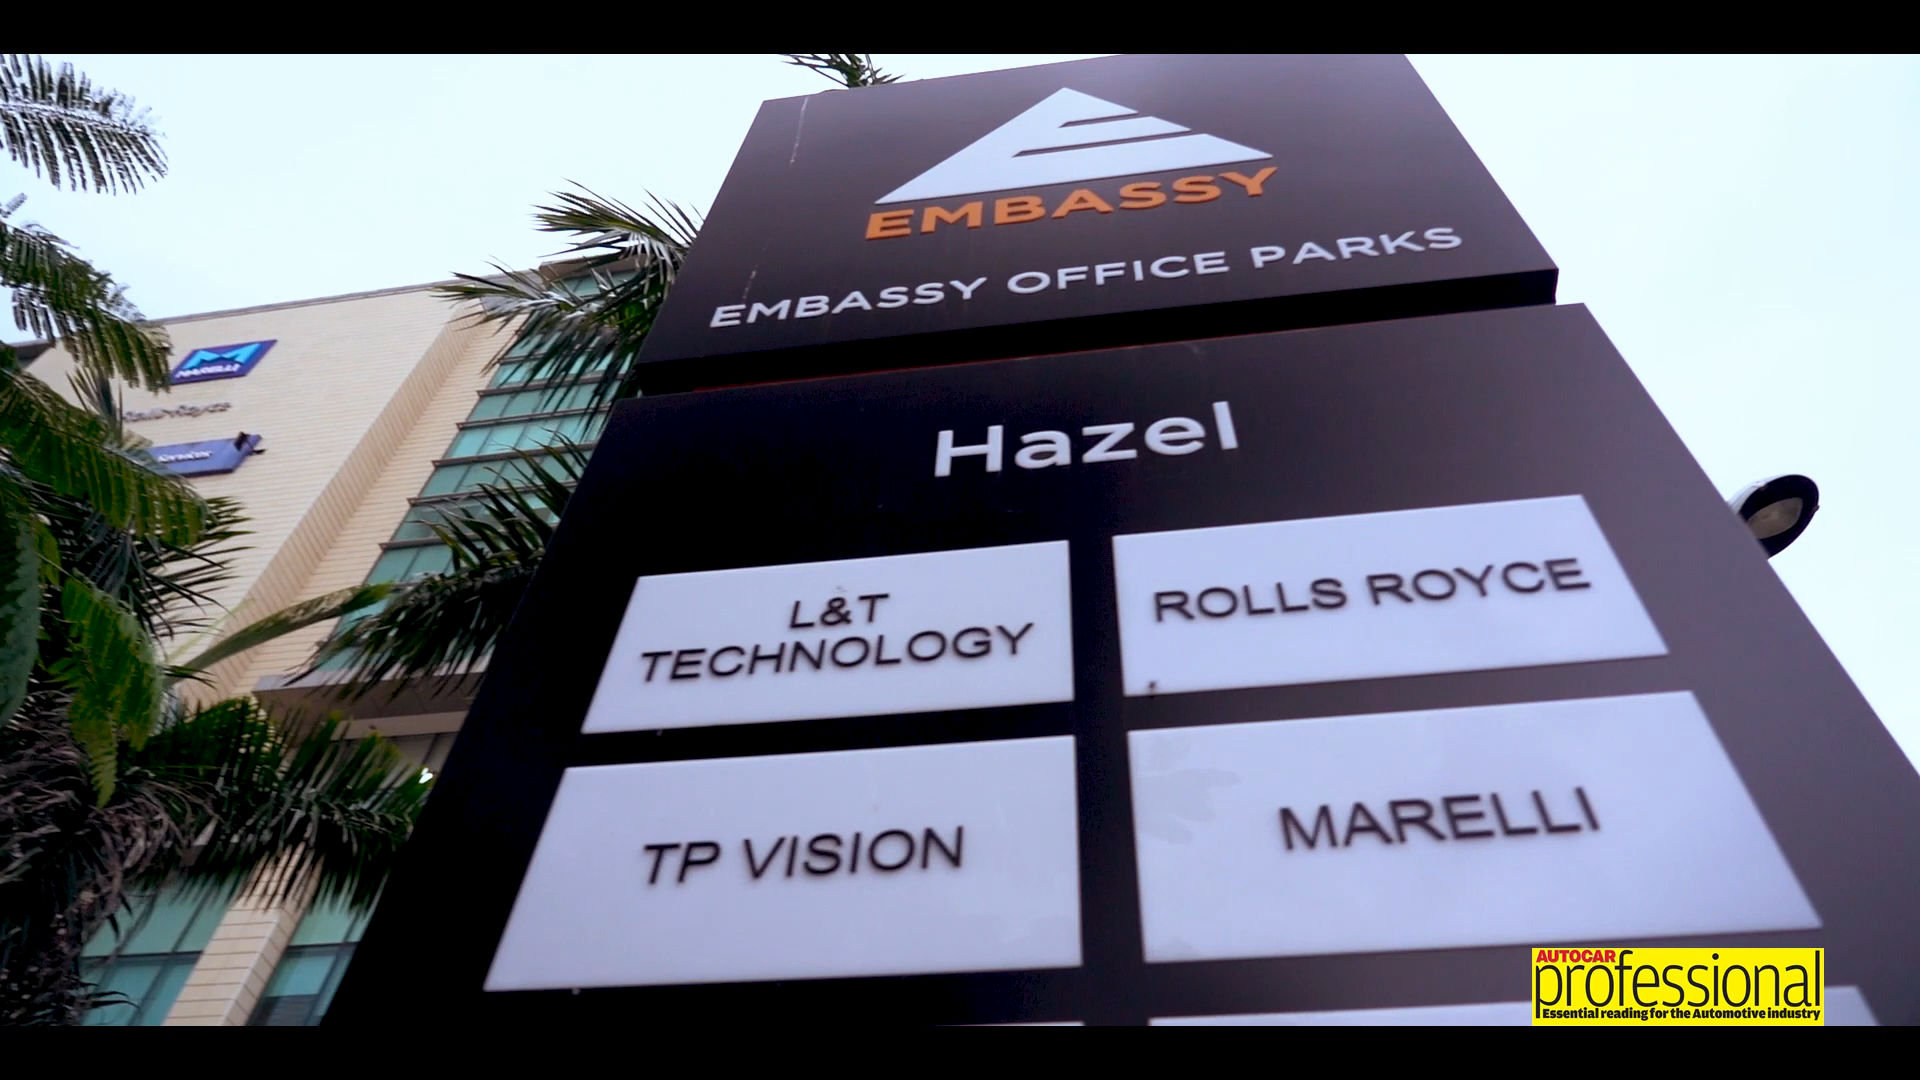 EMBASSY
EMBASSY OFFICE PARKS
MARELLI
Hazel
L&T
TECHNOLOGY
ROLLS ROYCE
TP VISION
MARELLI
AUTOCAR
professional
Essential reading for the Automotive industry